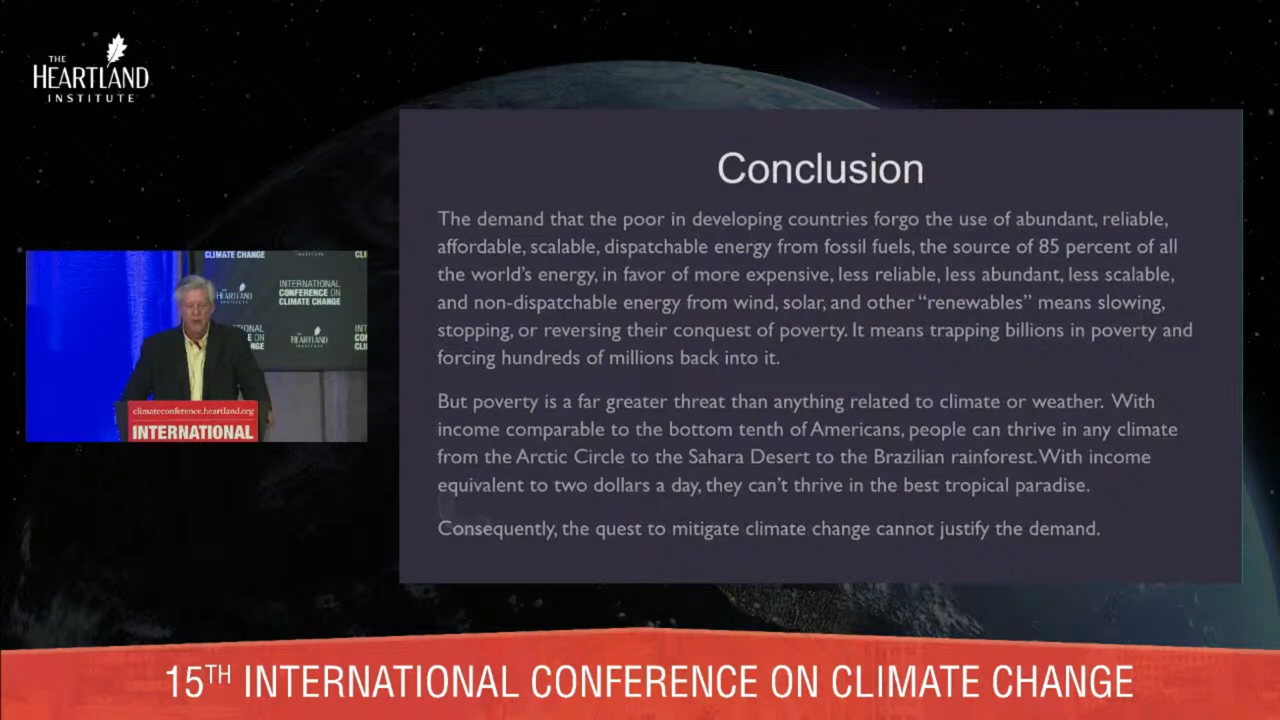 THE
HEARTLAND
INSTITUTE
Conclusion
The demand that the poor in developing countries forgo the use of abundant, reliable,
affordable, scalable, dispatchable energy from fossil fuels, the source of 85 percent of all
the world's energy, in favor of more expensive, less reliable, less abundant, less scalable,
and non-dispatchable energy from wind, solar, and other “renewables” means slowing,
stopping, or reversing their conquest of poverty. It means trapping billions in poverty and
forcing hundreds of millions back into it.
But poverty is a far greater threat than anything related to climate or weather. With
income comparable to the bottom tenth of Americans, people can thrive in any climate
from the Arctic Circle to the Sahara Desert to the Brazilian rainforest. With income
equivalent to two dollars a day, they can't thrive in the best tropical paradise.
Consequently, the quest to mitigate climate change cannot justify the demand.
CLIMATE CHANGE
CLI
HEARTLAND
INTERNATIONAL
CONFERENCE ON
CLIMATE CHANGE
IONAL
E ON
NGE
HEARTLAND
INT
CO
CLI
climateconference.heartland.org
INTERNATIONAL
15TH INTERNATIONAL CONFERENCE ON CLIMATE CHANGE